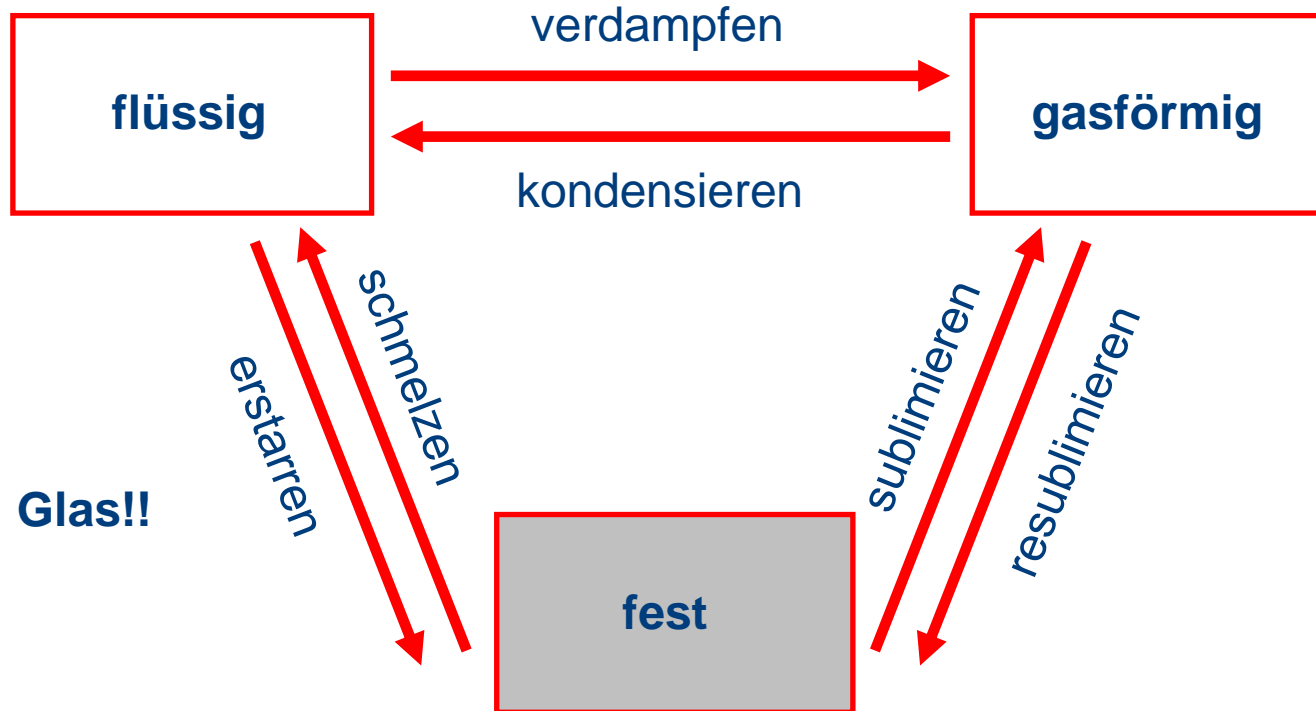 verdampfen
flüssig
gasförmig
kondensieren
schmelzen
erstarren
sublimieren
resublimieren
Glas!!
fest